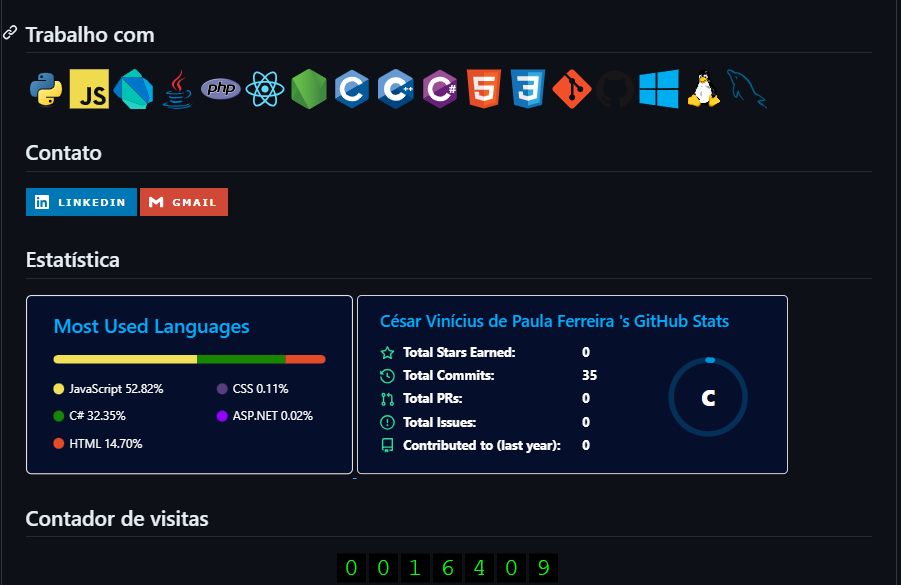 Trabalho com
JS php C C++ C# 5 3
Contato
LINKEDIN GMAIL
Estatística
Most Used Languages
JavaScript 52.82% CSS 0.11%
C# 32.35% ASP.NET 0.02%
HTML 14.70%
César Vinícius de Paula Ferreira 's GitHub Stats
Total Stars Earned: 0
Total Commits: 35
Total PRs: 0
Total Issues: 0
Contributed to (last year): 0
C
Contador de visitas
0 0 1 6 4 0 9